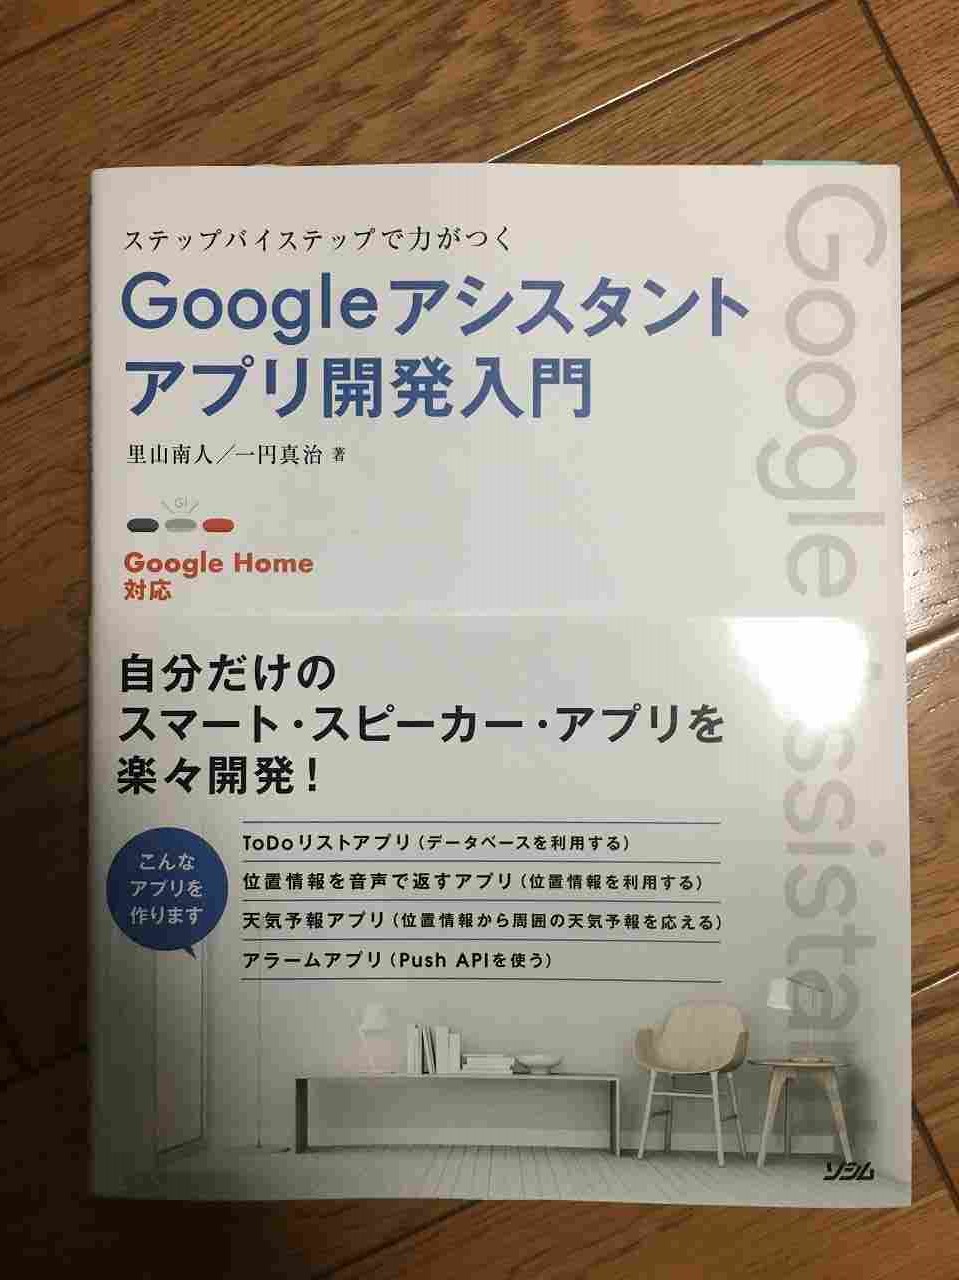 ステップバイステップで力がつく
Googleアシスタント
アプリ開発入門
里山南人／一円真治 著
GI
Google Home
対応
自分だけの
スマート・スピーカー・アプリを
楽々開発！
こんな
アプリを
作ります
ToDoリストアプリ（データベースを利用する）
位置情報を音声で返すアプリ（位置情報を利用する）
天気予報アプリ（位置情報から周囲の天気予報を応える）
アラームアプリ（Push APIを使う）
Google Assistant
ソシム